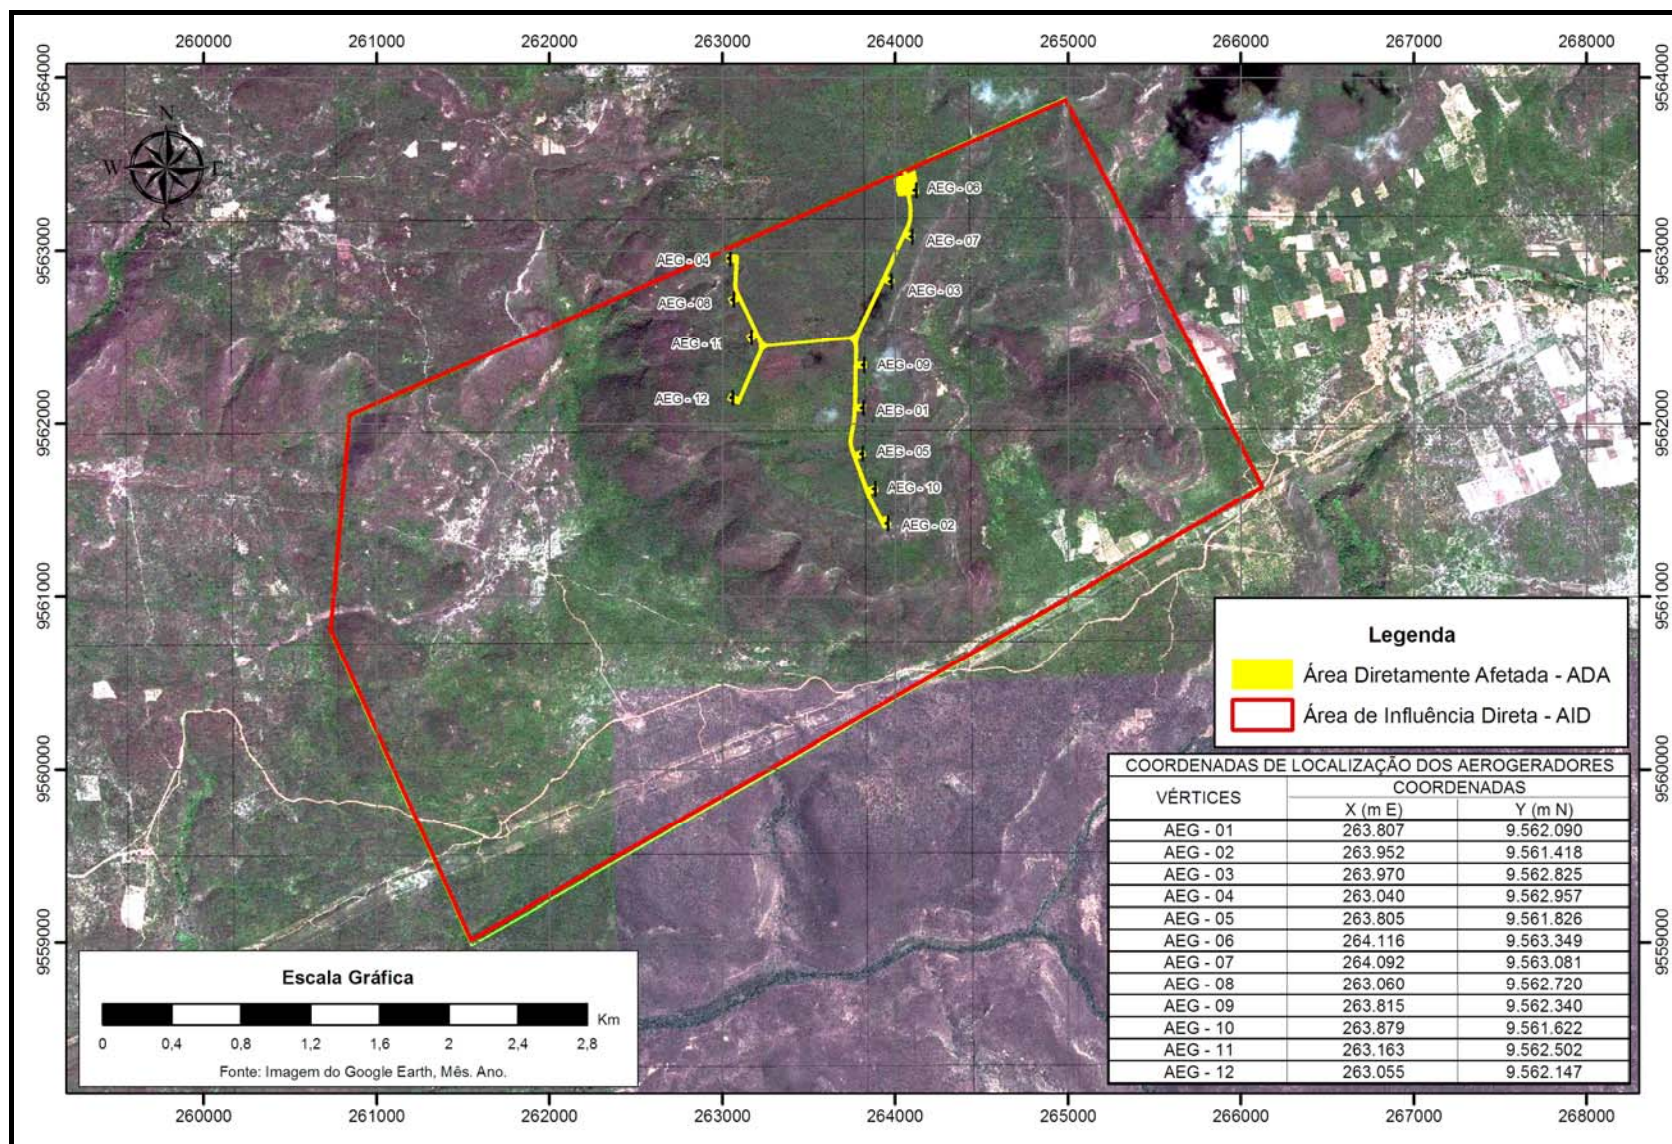 260000 261000 262000 263000 264000 265000 266000 267000 268000
9564000 9564000
N
W T
S
AEG - 06
AEG - 07
9563000 9563000
AEG - 04
AEG - 03
AEG - 08
AEG - 11
AEG - 09
AEG - 12
AEG - 01
9562000 9562000
AEG - 05
AEG - 10
AEG - 02
9561000 9561000
Legenda
Área Diretamente Afetada - ADA
Área de Influência Direta - AID
9560000 9560000
COORDENADAS DE LOCALIZAÇÃO DOS AEROGERADORES
VÉRTICES COORDENADAS
X (m E) Y (m N)
AEG - 01 263.807 9.562.090
AEG - 02 263.952 9.561.418
AEG - 03 263.970 9.562.825
AEG - 04 263.040 9.562.957
AEG - 05 263.805 9.561.826
AEG - 06 264.116 9.563.349
AEG - 07 264.092 9.563.081
AEG - 08 263.060 9.562.720
AEG - 09 263.815 9.562.340
AEG - 10 263.879 9.561.622
AEG - 11 263.163 9.562.502
AEG - 12 263.055 9.562.147
9559000 9559000
Escala Gráfica
Km
0 0,4 0,8 1,2 1,6 2 2,4 2,8
Fonte: Imagem do Google Earth, Mês. Ano.
260000 261000 262000 263000 264000 265000 266000 267000 268000